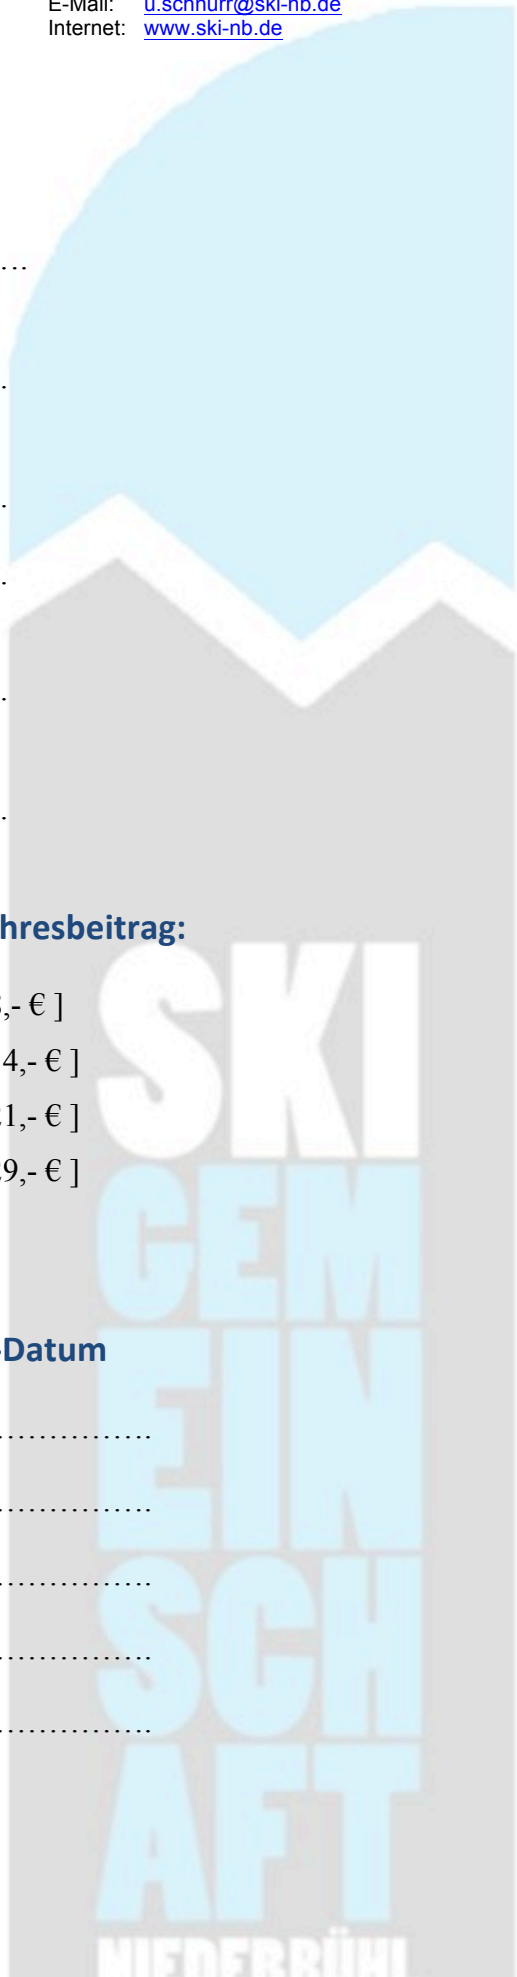 E-Mail: u.schnurr@ski-nb.de
Internet: www.ski-nb.de
hresbeitrag:
,- € ]
4,- € ]
1,- € ]
9,- € ]
-Datum
SKI
GEM
EIN
SCH
AFT
NIEDERBÜHL